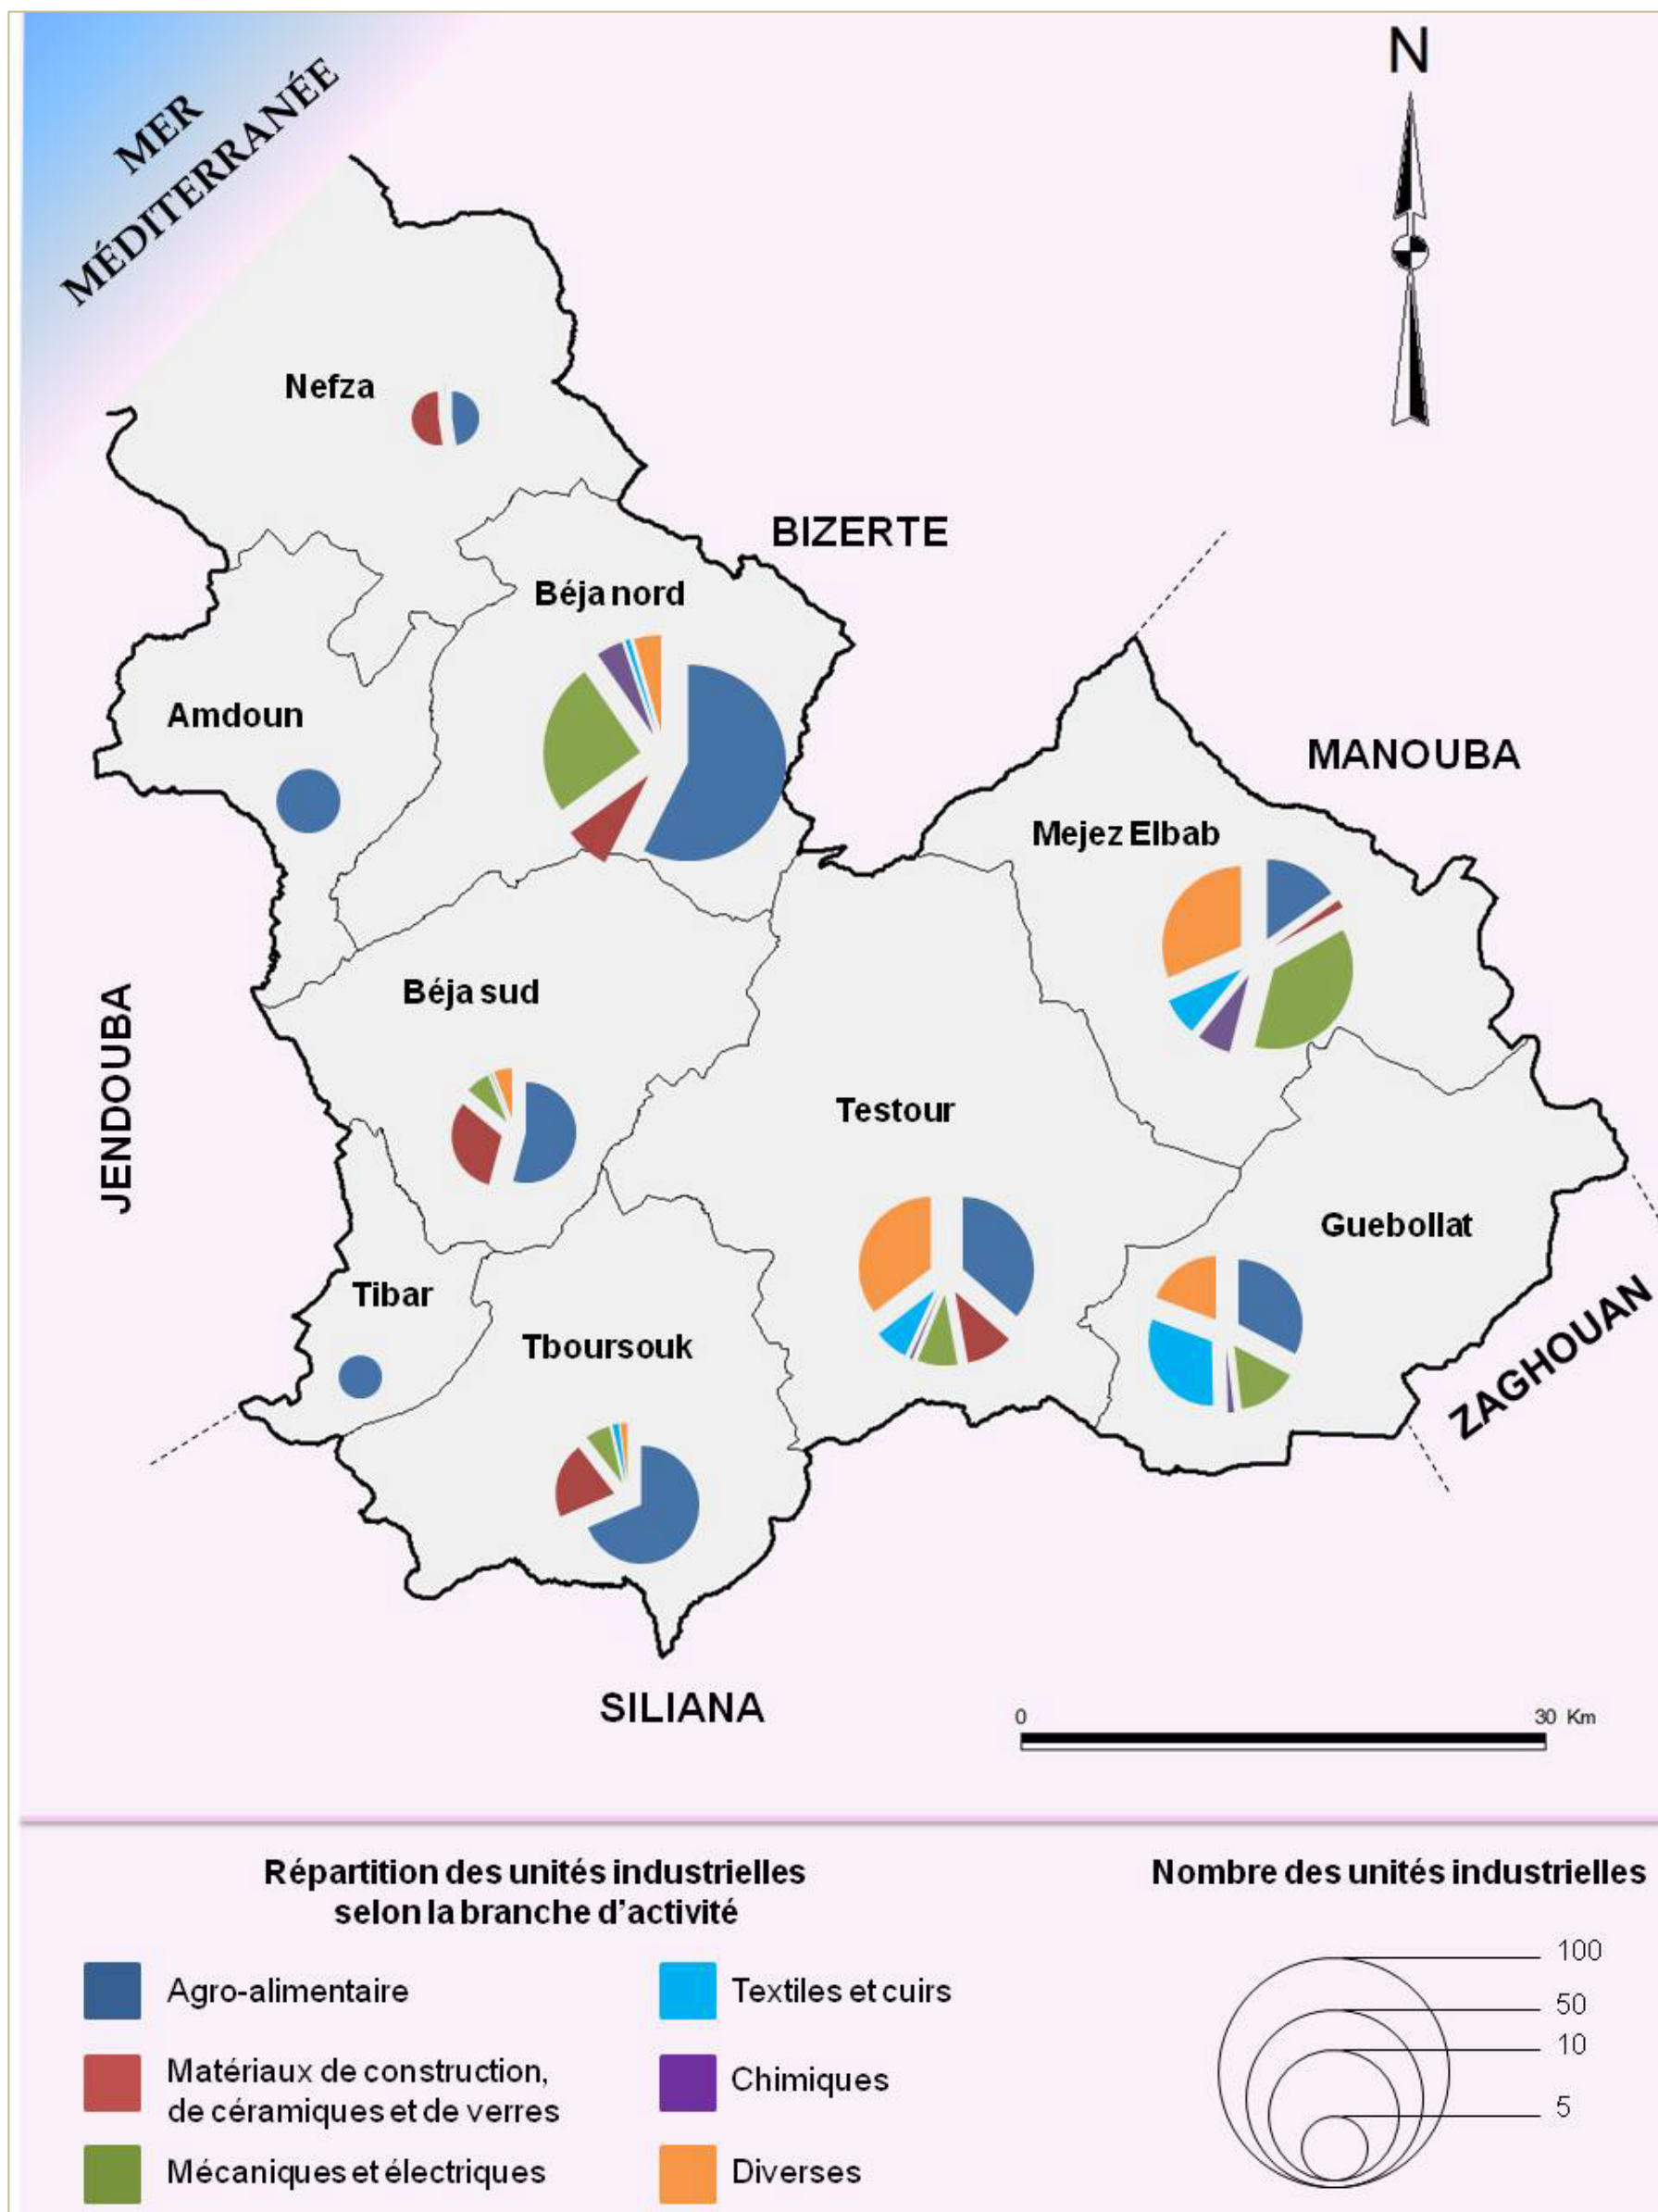 N
MER
MÉDITERRANÉE
Nefza
BIZERTE
Béja nord
Amdoun
MANOUBA
Mejez Elbab
Béja sud
JENDOUBA
Testour
Guebollat
Tibar
Tboursouk
ZAGHOUAN
SILIANA
0 30 Km
Répartition des unités industrielles
selon la branche d'activité
Agro-alimentaire
Matériaux de construction,
de céramiques et de verres
Mécaniques et électriques
Textiles et cuirs
Chimiques
Diverses
Nombre des unités industrielles
100
50
10
5